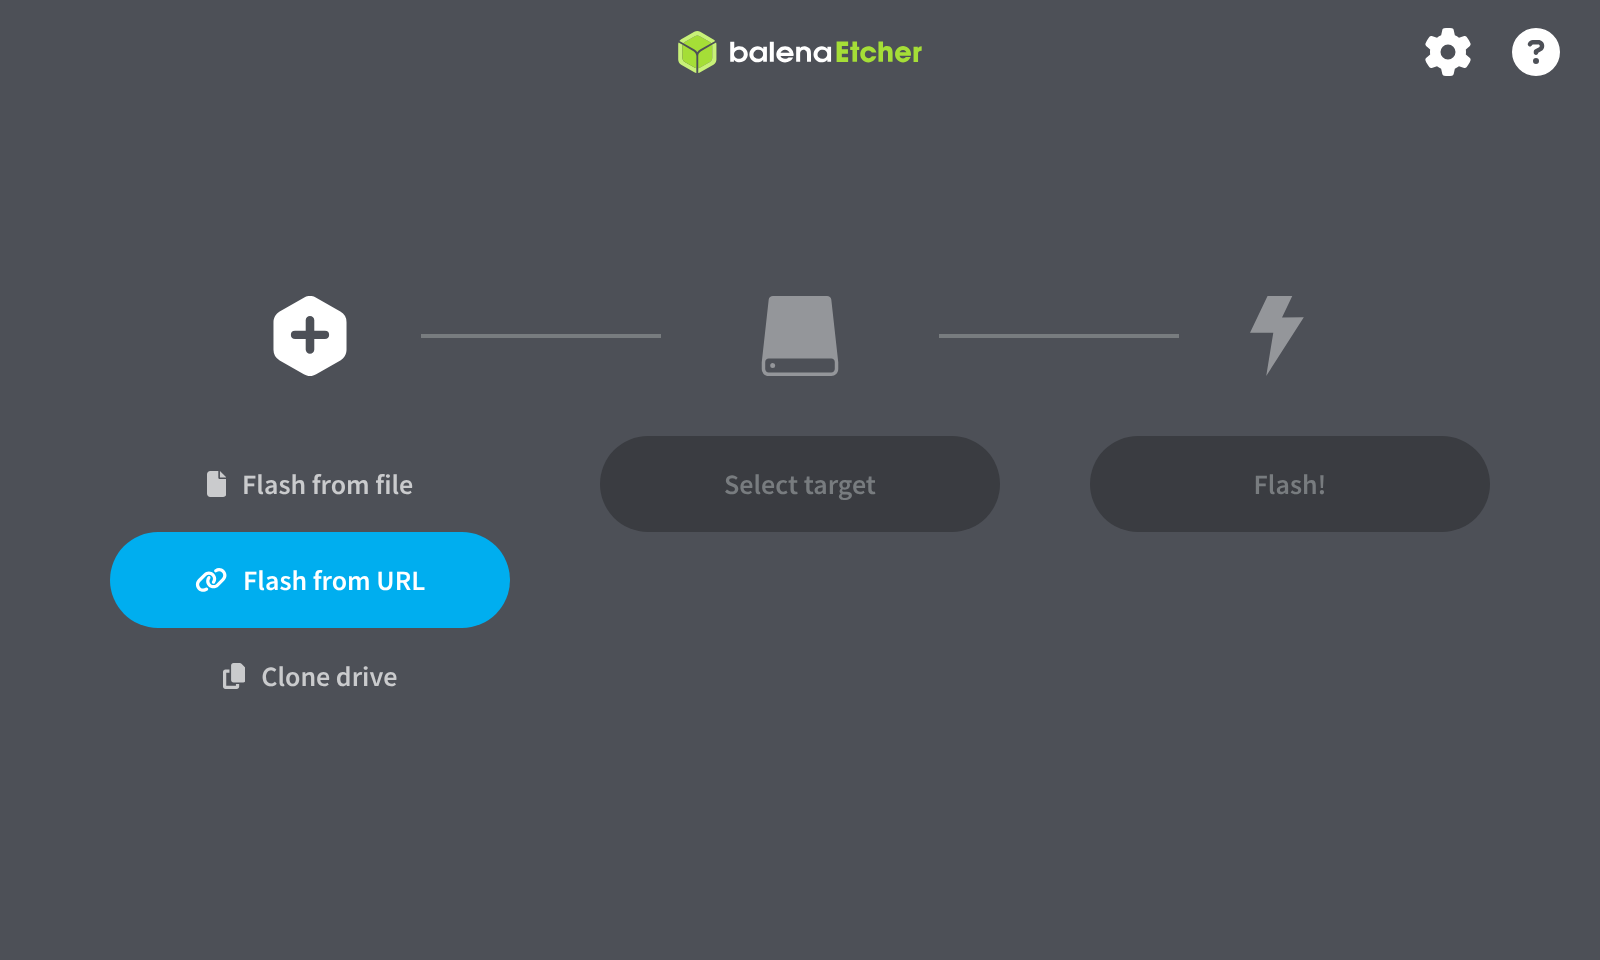 balenaEtcher
?
Flash from file
Select target
Flash!
Flash from URL
Clone drive